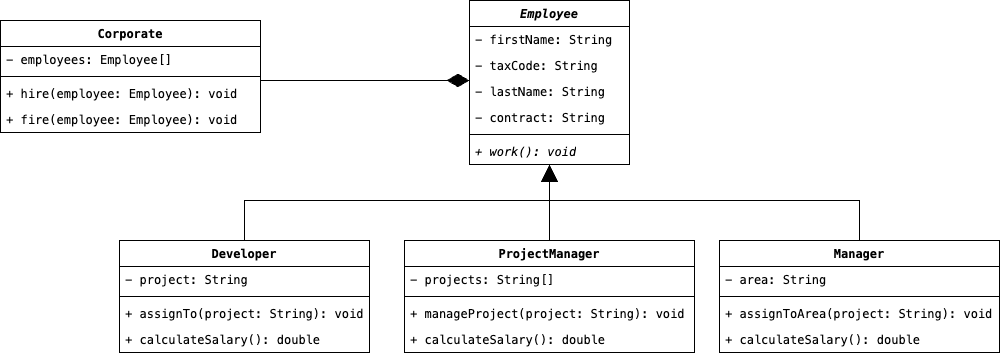 Corporate
- employees: Employee[]
+ hire(employee: Employee): void
+ fire(employee: Employee): void
Employee
- firstName: String
- taxCode: String
- lastName: String
- contract: String
+ work(): void
Developer
- project: String
+ assignTo(project: String): void
+ calculateSalary(): double
ProjectManager
- projects: String[]
+ manageProject(project: String): void
+ calculateSalary(): double
Manager
- area: String
+ assignToArea(project: String): void
+ calculateSalary(): double